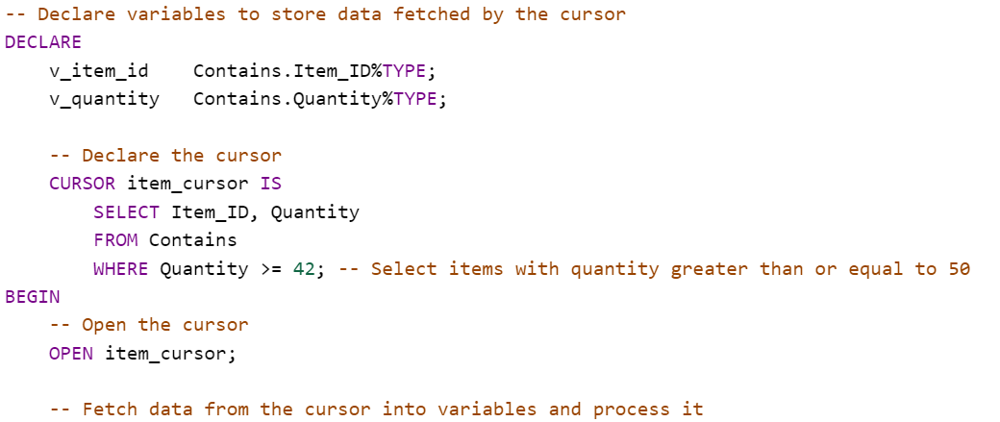 -- Declare variables to store data fetched by the cursor
DECLARE
    v_item_id    Contains.Item_ID%TYPE;
    v_quantity   Contains.Quantity%TYPE;

    -- Declare the cursor
    CURSOR item_cursor IS
        SELECT Item_ID, Quantity
        FROM Contains
        WHERE Quantity >= 42; -- Select items with quantity greater than or equal to 50
BEGIN
    -- Open the cursor
    OPEN item_cursor;

    -- Fetch data from the cursor into variables and process it